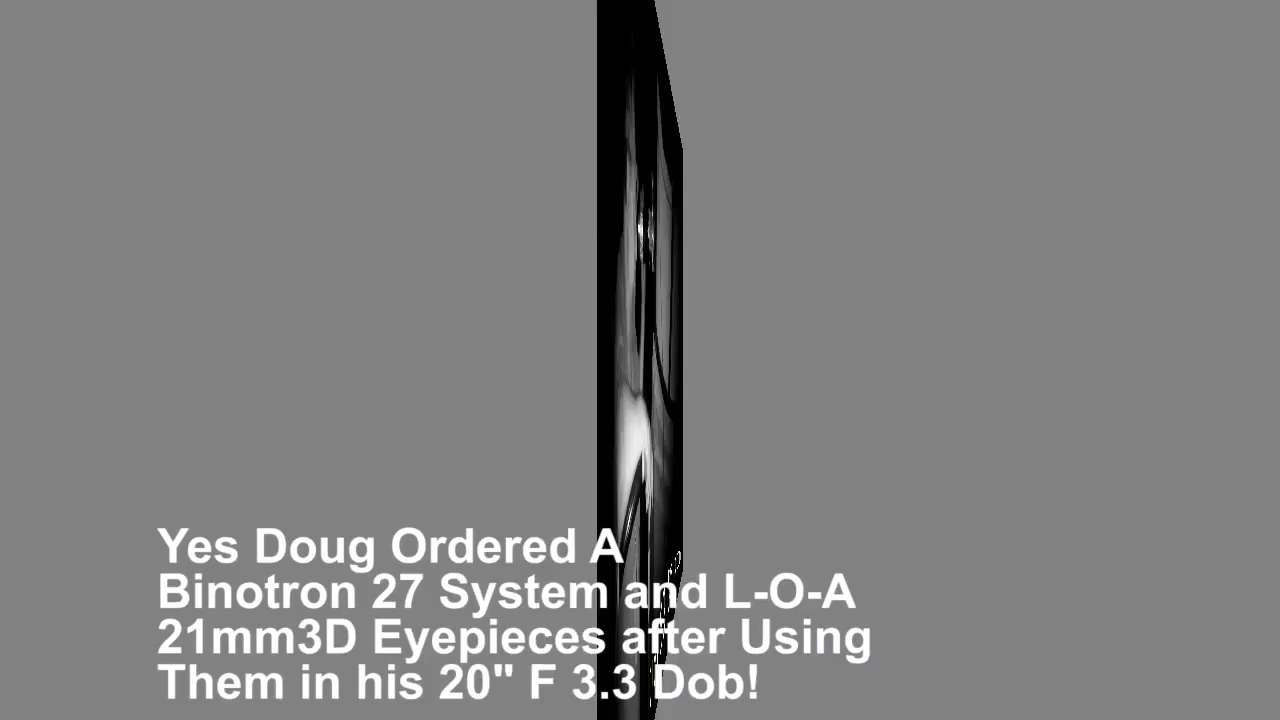 Yes Doug Ordered A
Binotron 27 System and L-O-A
21mm3D Eyepieces after Using
Them in his 20" F 3.3 Dob!